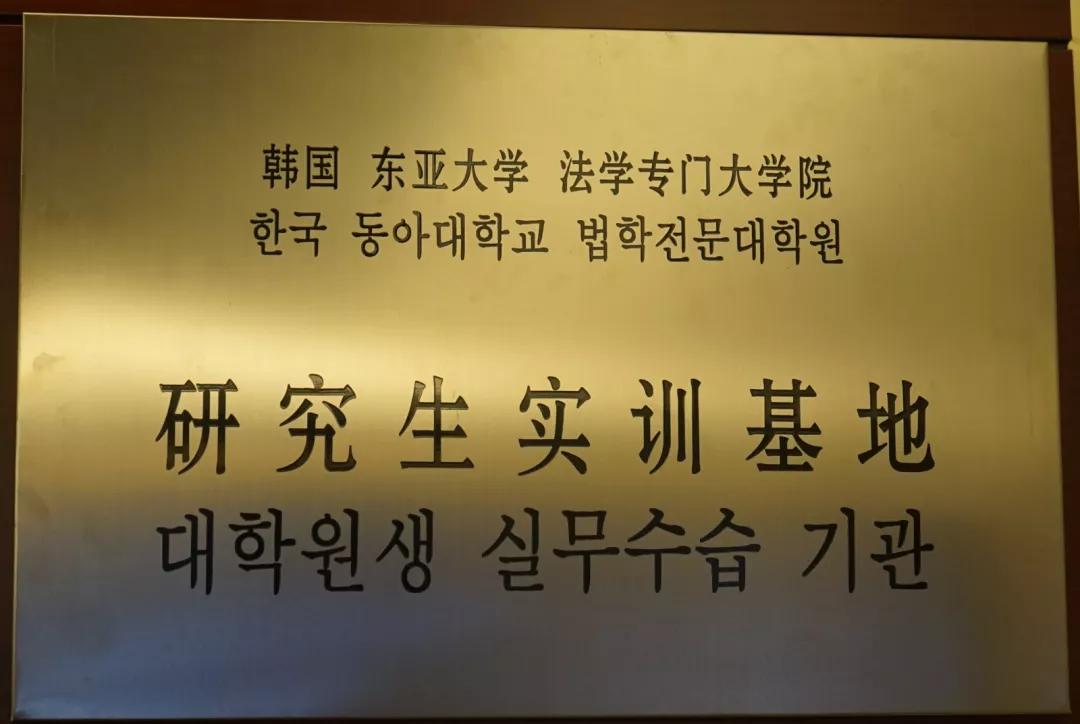 韩国 东亚大学 法学专门大学院
한국 동아대학교 법학전문대학원
研究生实训基地
대학원생 실무수습 기관